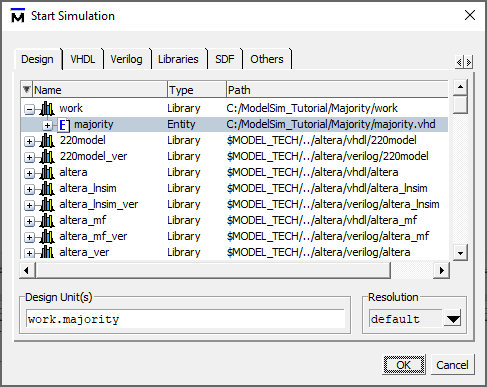 Start Simulation
Design VHDL Verilog Libraries SDF Others
Name Type Path
work Library C:/ModelSim_Tutorial/Majority/work
E majority Entity C:/ModelSim_Tutorial/Majority/majority.vhd
220model Library $MODEL_TECH/../altera/vhdl/220model
220model_ver Library $MODEL_TECH/../altera/verilog/220model
altera Library $MODEL_TECH/../altera/vhdl/altera
altera_lnsim Library $MODEL_TECH/../altera/vhdl/altera_lnsim
altera_lnsim_ver Library $MODEL_TECH/../altera/verilog/altera_lnsim
altera_mf Library $MODEL_TECH/../altera/vhdl/altera_mf
altera_mf_ver Library $MODEL_TECH/../altera/verilog/altera_mf
altera_ver Library $MODEL_TECH/../altera/verilog/altera
Design Unit(s) Resolution
work.majority default
OK Cancel